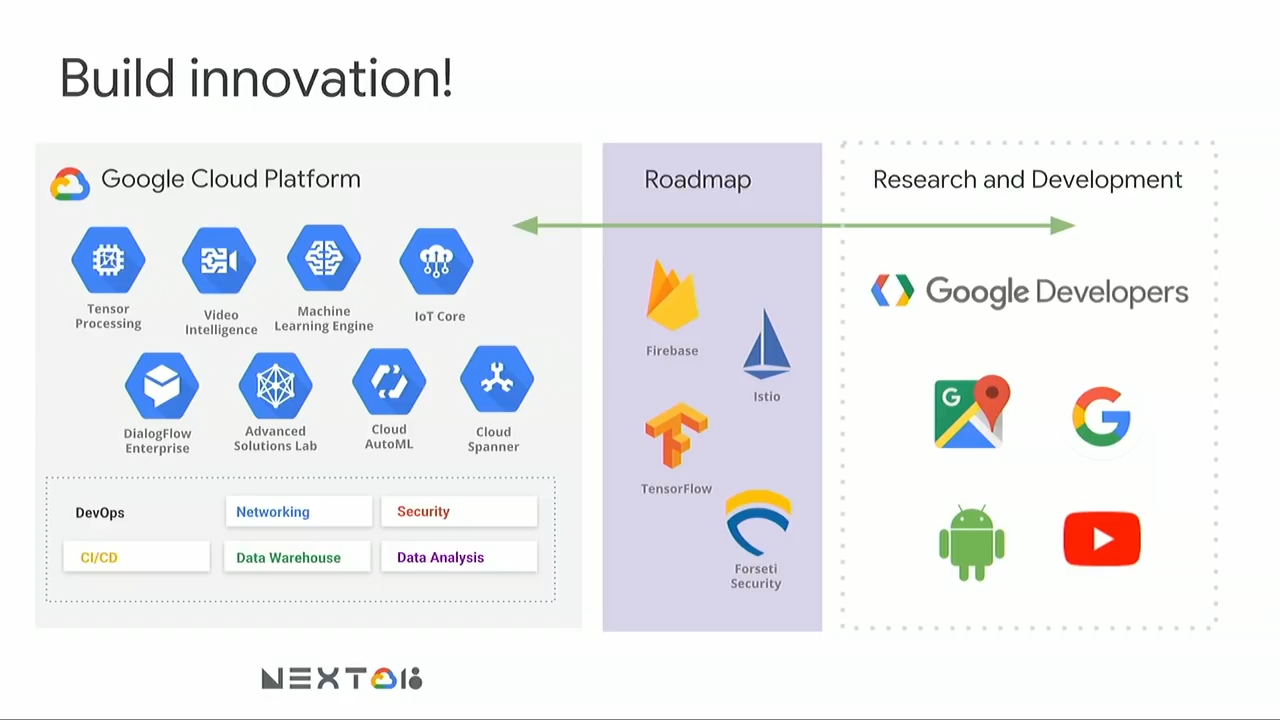 Build innovation!
Google Cloud Platform
Tensor
Processing
Video
Intelligence
Machine
Learning Engine
IoT Core
DialogFlow
Enterprise
Advanced
Solutions Lab
Cloud
AutoML
Cloud
Spanner
DevOps
Networking
Security
CI/CD
Data Warehouse
Data Analysis
Roadmap
Firebase
Istio
TensorFlow
Forseti
Security
Research and Development
Google Developers
G
G
NEXT18